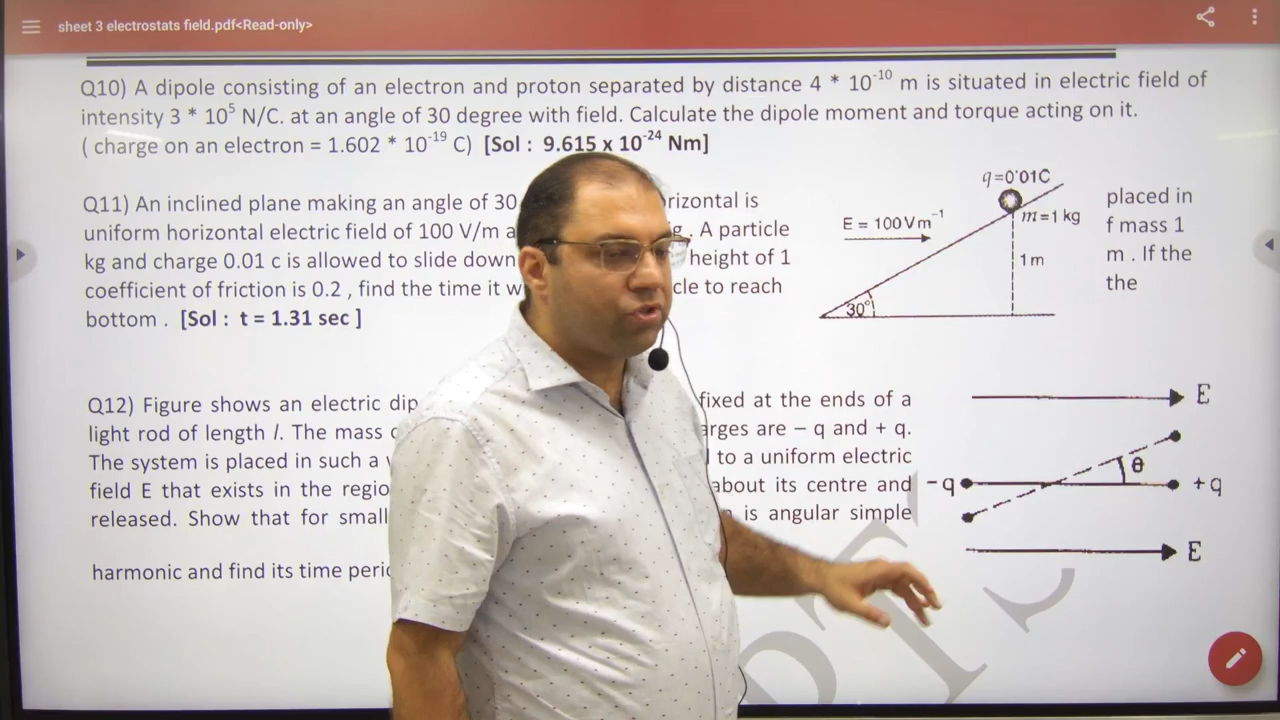 sheet 3 electrostats field.pdf<Read-only>
Q10) A dipole consisting of an electron and proton separated by distance 4 * 10⁻¹⁰ m is situated in electric field of
intensity 3 * 10⁵ N/C. at an angle of 30 degree with field. Calculate the dipole moment and torque acting on it.
( charge on an electron = 1.602 * 10⁻¹⁹ C) [Sol : 9.615 x 10⁻²⁴ Nm]
Q11) An inclined plane making an angle of 30 rizontal is placed in
uniform horizontal electric field of 100 V/m a g . A particle f mass 1
kg and charge 0.01 c is allowed to slide down height of 1 m . If the
coefficient of friction is 0.2 , find the time it w cle to reach the
bottom . [Sol : t = 1.31 sec ]
q=0·01C
E = 100Vm⁻¹
m=1 kg
1m
30°
Q12) Figure shows an electric dip fixed at the ends of a
light rod of length l. The mass arges are – q and + q.
The system is placed in such a to a uniform electric
field E that exists in the regio about its centre and
released. Show that for small is angular simple
harmonic and find its time peri
E
θ
-q
+q
E
PT